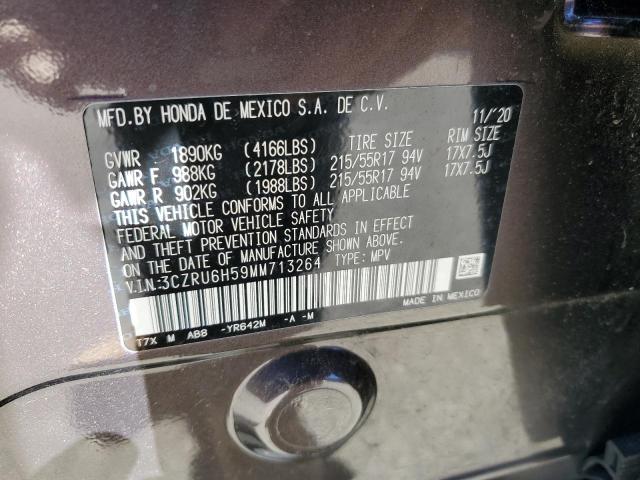 MFD.BY HONDA DE MEXICO S.A. DE C.V. 11/'20
TIRE SIZE RIM SIZE
GVWR 1890KG (4166LBS)
GAWR F 988KG (2178LBS) 215/55R17 94V 17X7.5J
GAWR R 902KG (1988LBS) 215/55R17 94V 17X7.5J
THIS VEHICLE CONFORMS TO ALL APPLICABLE
FEDERAL MOTOR VEHICLE SAFETY
AND THEFT PREVENTION STANDARDS IN EFFECT
ON THE DATE OF MANUFACTURE SHOWN ABOVE.
V.I.N:3CZRU6H59MM713264 TYPE: MPV
MADE IN MEXICO
T7X M AB8 -YR642M -A -M